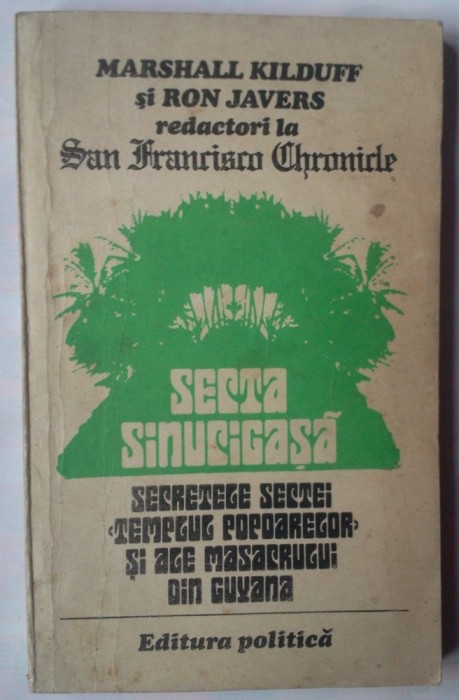 MARSHALL KILDUFF
și RON JAVERS
redactori la
San Francisco Chronicle
SECTA
SINUCIGAȘĂ
SECRETELE SECTEI
‹TEMPLUL POPOARELOR›
ȘI ALE MASACRULUI
DIN GUYANA
Editura politică